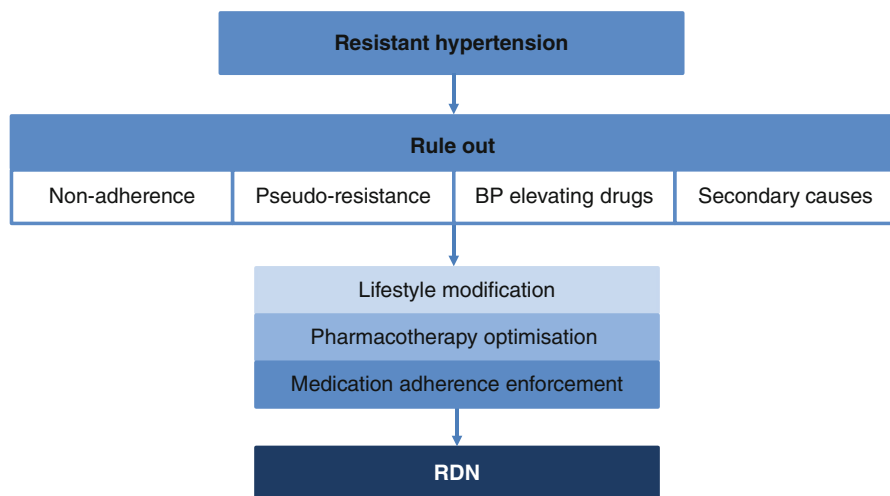 Resistant hypertension
Rule out
Non-adherence
Pseudo-resistance
BP elevating drugs
Secondary causes
Lifestyle modification
Pharmacotherapy optimisation
Medication adherence enforcement
RDN